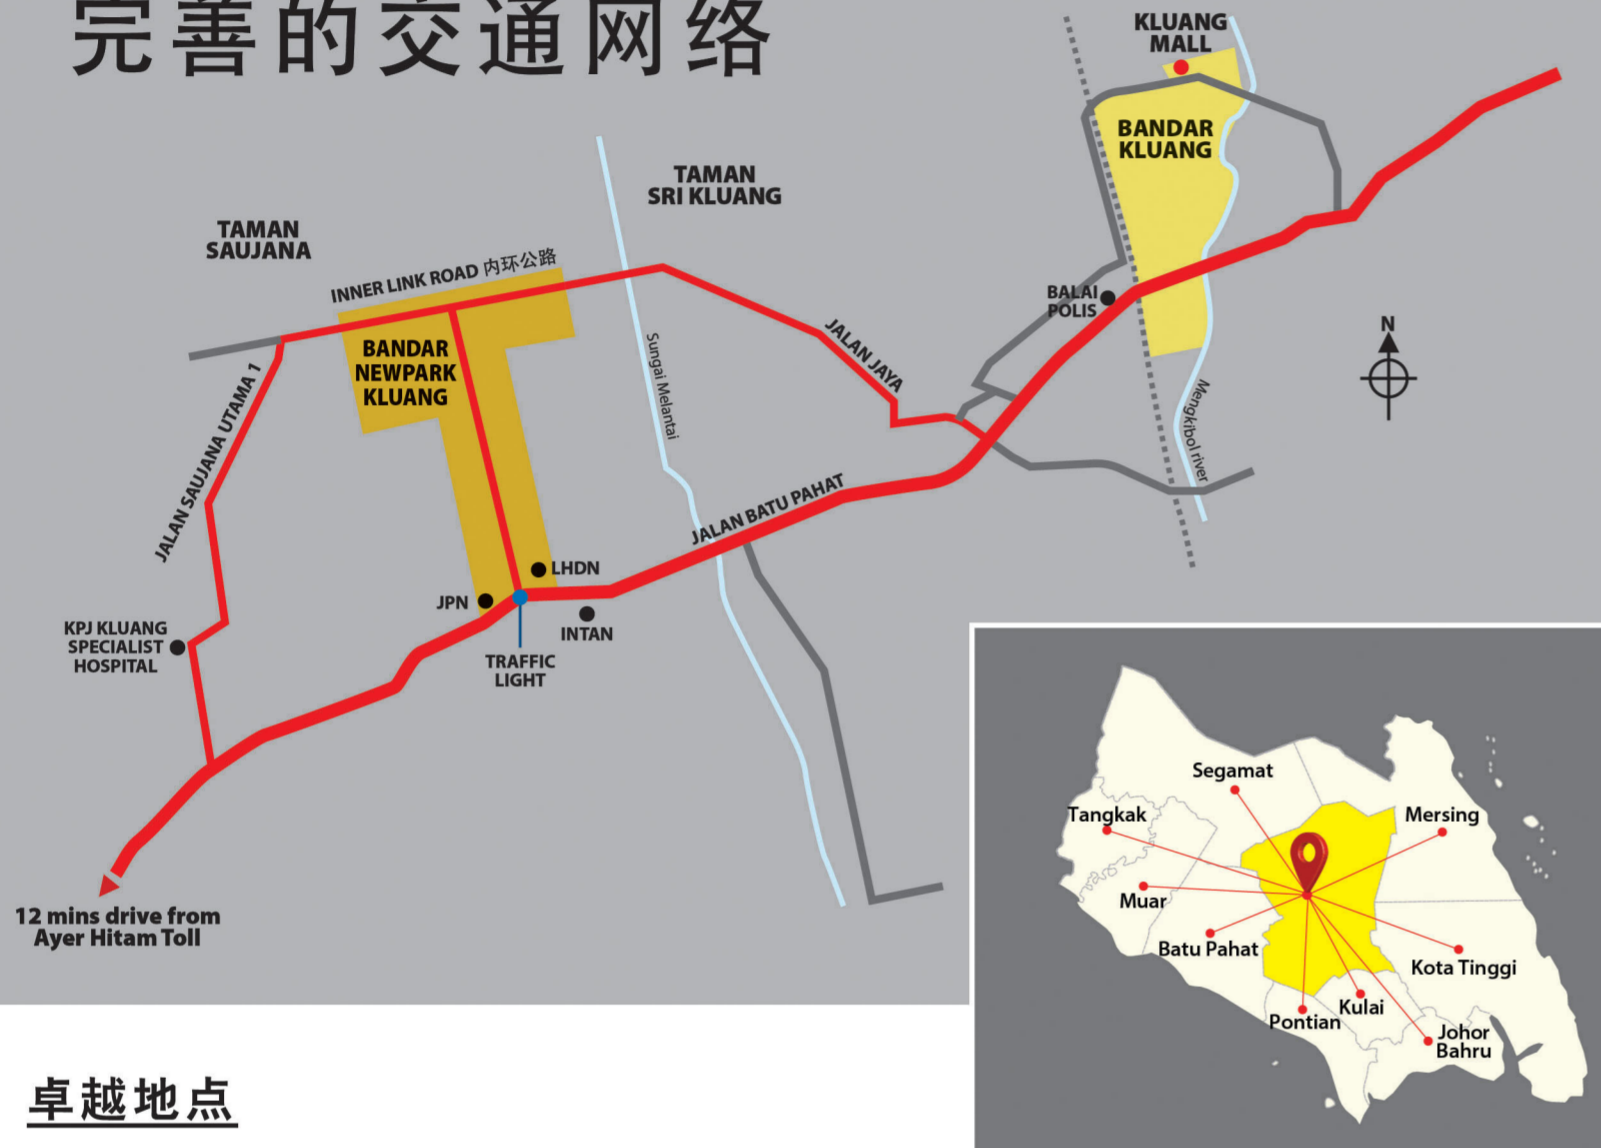 完善的交通网络
KLUANG
MALL
BANDAR
KLUANG
TAMAN
SRI KLUANG
TAMAN
SAUJANA
INNER LINK ROAD 内环公路
BALAI
POLIS
N
JALAN JAYA
Sungai Melantai
BANDAR
NEWPARK
KLUANG
JALAN SAUJANA UTAMA 1
Mengkibol river
JALAN BATU PAHAT
LHDN
JPN
INTAN
KPJ KLUANG
SPECIALIST
HOSPITAL
TRAFFIC
LIGHT
12 mins drive from
Ayer Hitam Toll
Segamat
Tangkak
Mersing
Muar
Batu Pahat
Kota Tinggi
Kulai
Pontian
Johor
Bahru
卓越地点